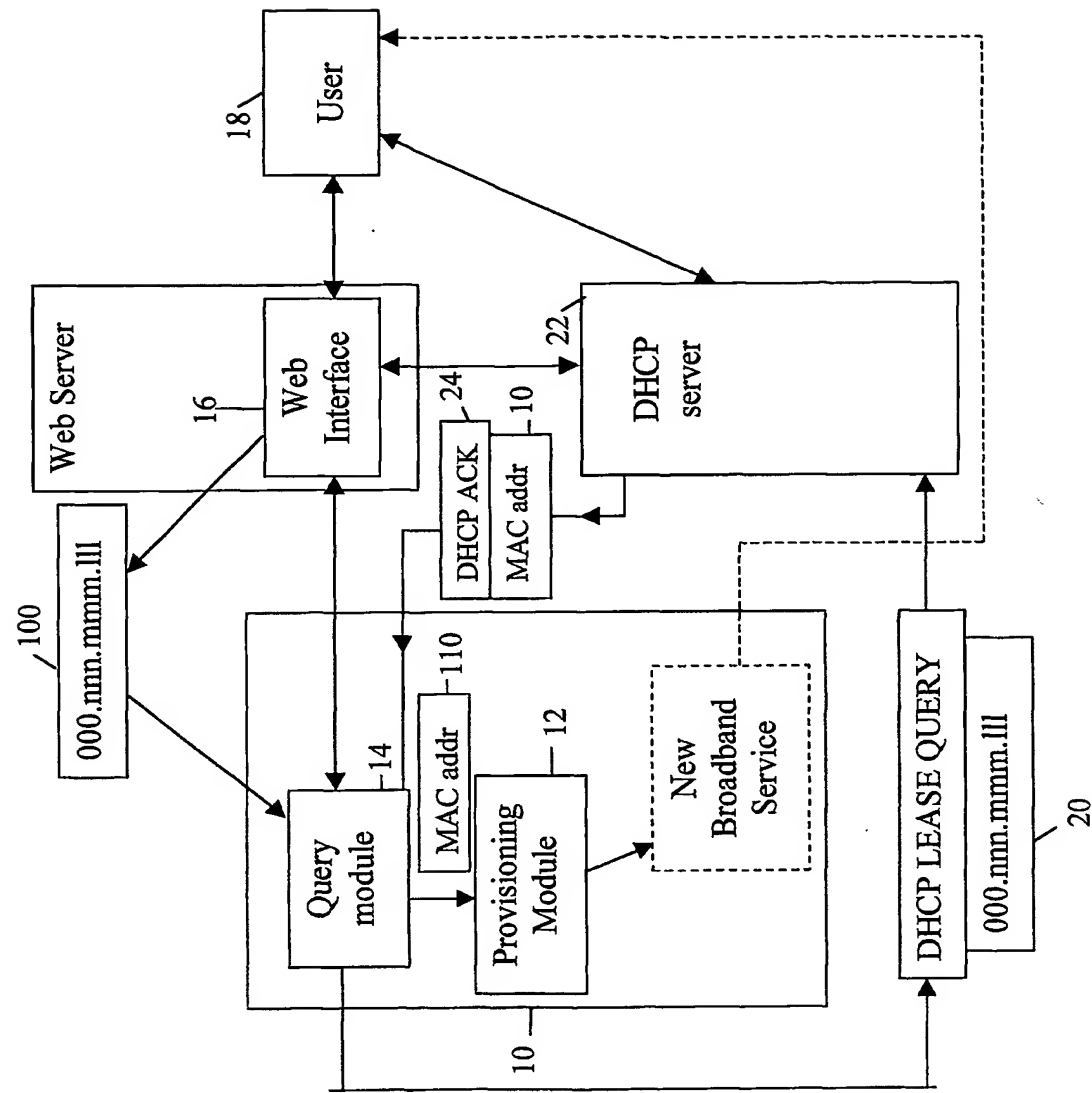 100
000.nnn.mmm.lll
Web Server
16
Web
Interface
18
User
Query
module
14
MAC addr
110
Provisioning
Module
12
New
Broadband
Service
10
DHCP ACK
24
MAC addr
10
22
DHCP
server
DHCP LEASE QUERY
000.nnn.mmm.lll
20